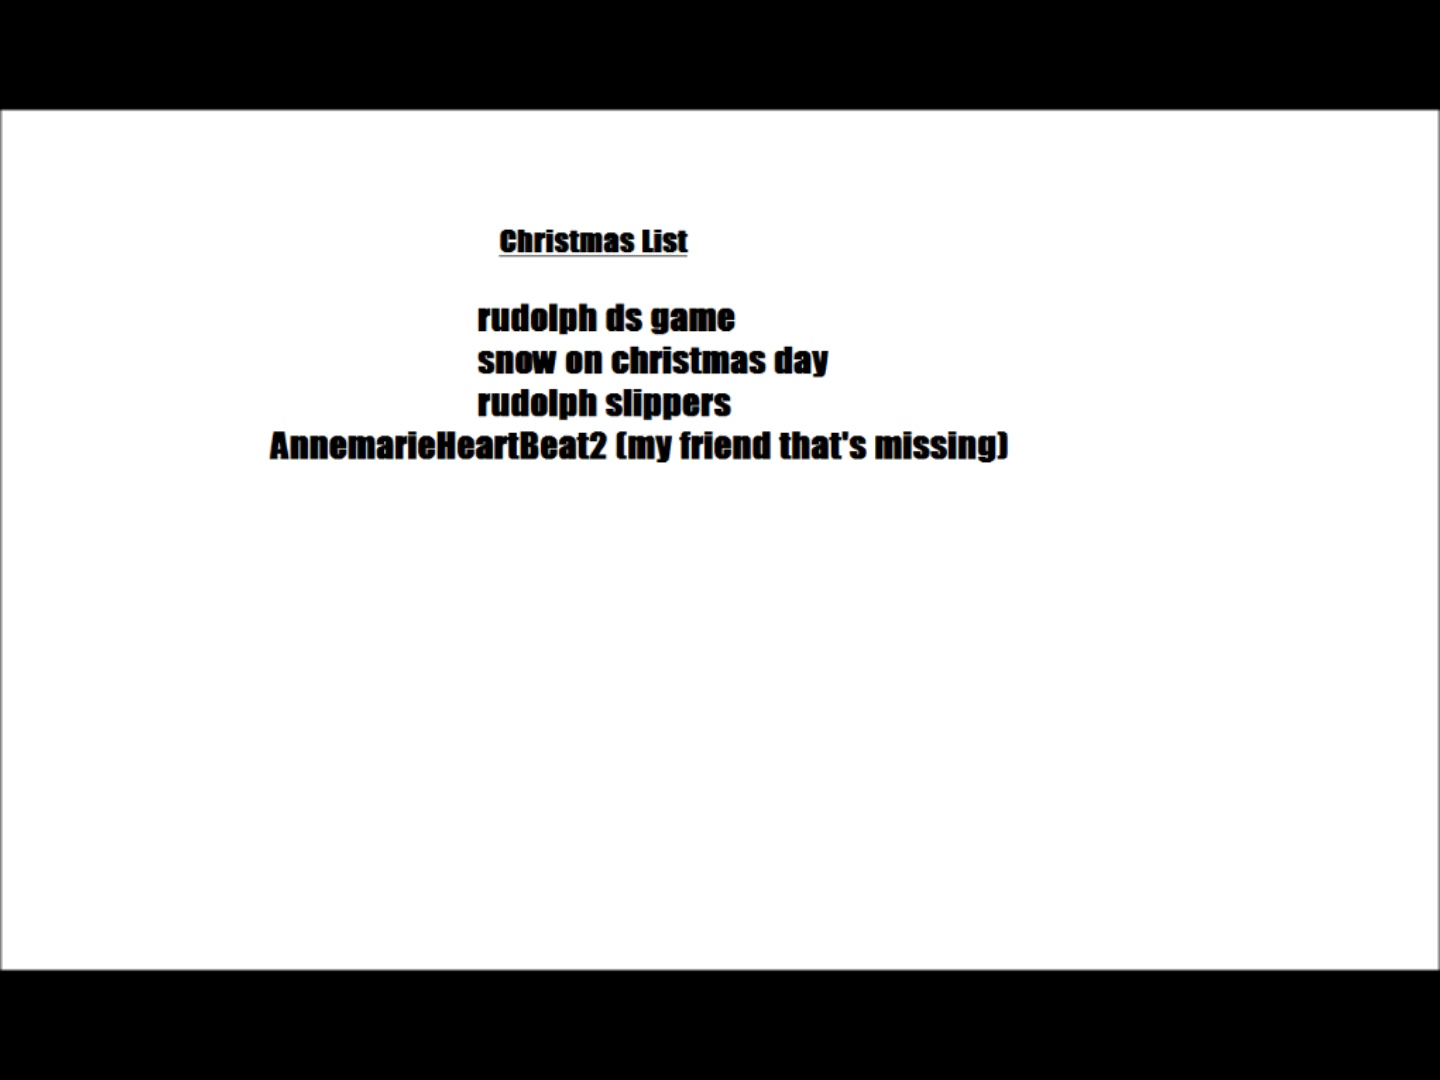 Christmas List
rudolph ds game
snow on christmas day
rudolph slippers
AnnemarieHeartBeat2 (my friend that's missing)